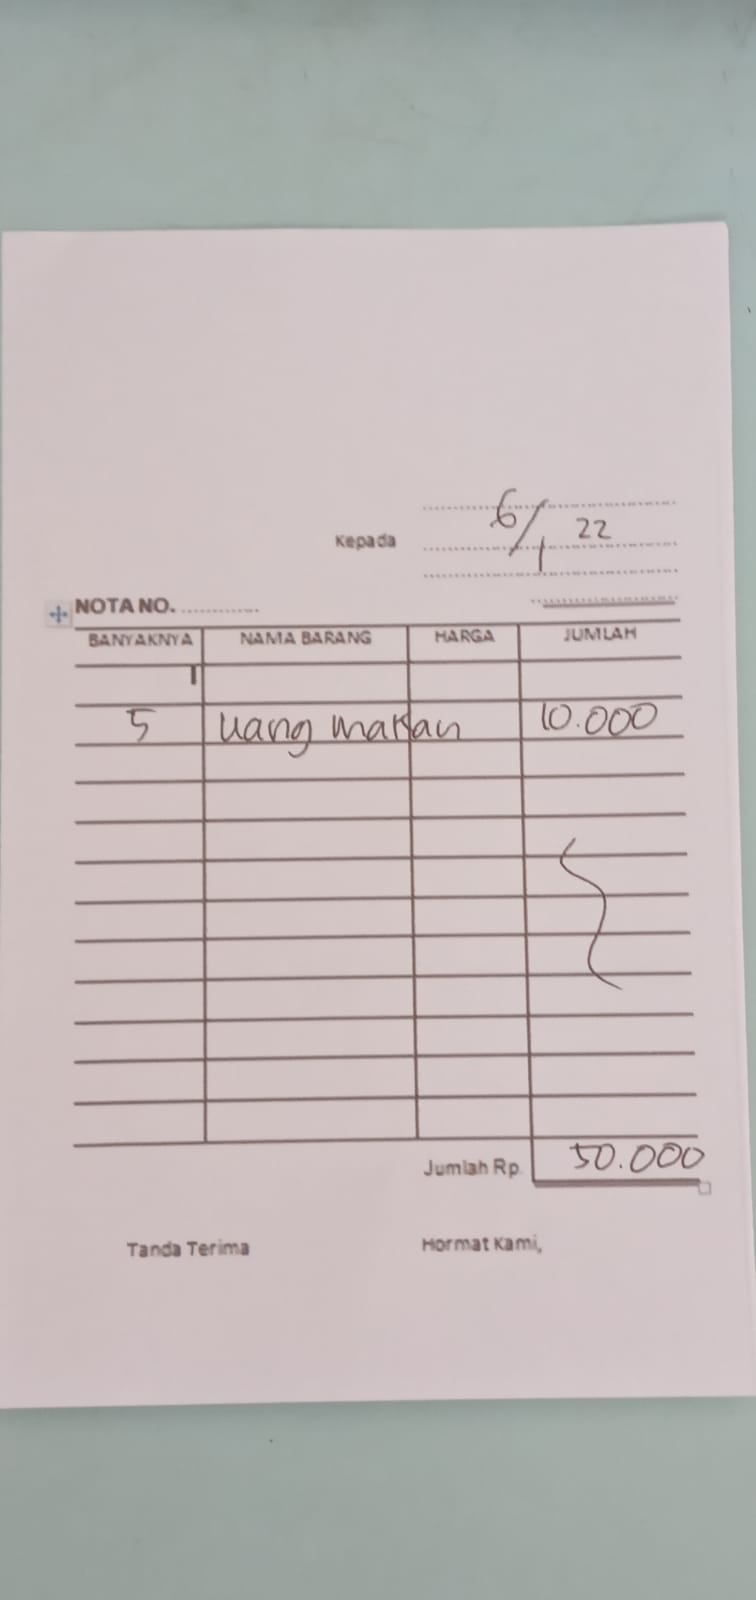 6/1 22
Kepada
NOTA NO. .............
BANYAKNYA NAMA BARANG HARGA JUMLAH
5 uang makan 10.000
Jumlah Rp. 50.000
Tanda Terima Hormat Kami,